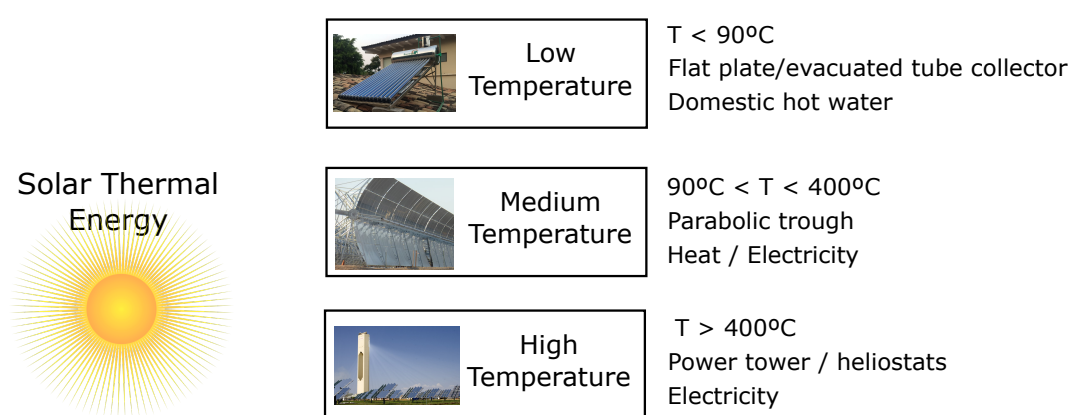 Solar Thermal
Energy
Low
Temperature
T < 90ºC
Flat plate/evacuated tube collector
Domestic hot water
Medium
Temperature
90ºC < T < 400ºC
Parabolic trough
Heat / Electricity
High
Temperature
T > 400ºC
Power tower / heliostats
Electricity